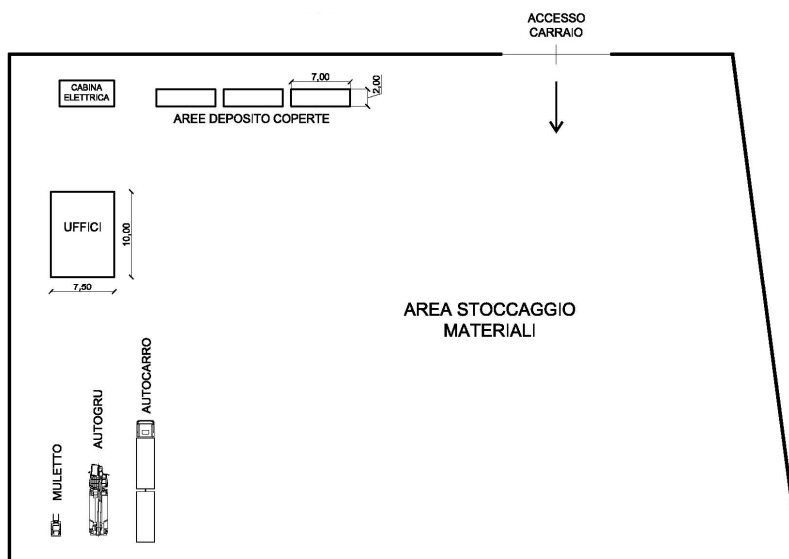 ACCESSO
CARRAIO
CABINA
ELETTRICA
7,00
2,00
AREE DEPOSITO COPERTE
UFFICI
10,00
7,50
AREA STOCCAGGIO
MATERIALI
MULETTO
AUTOGRU
AUTOCARRO